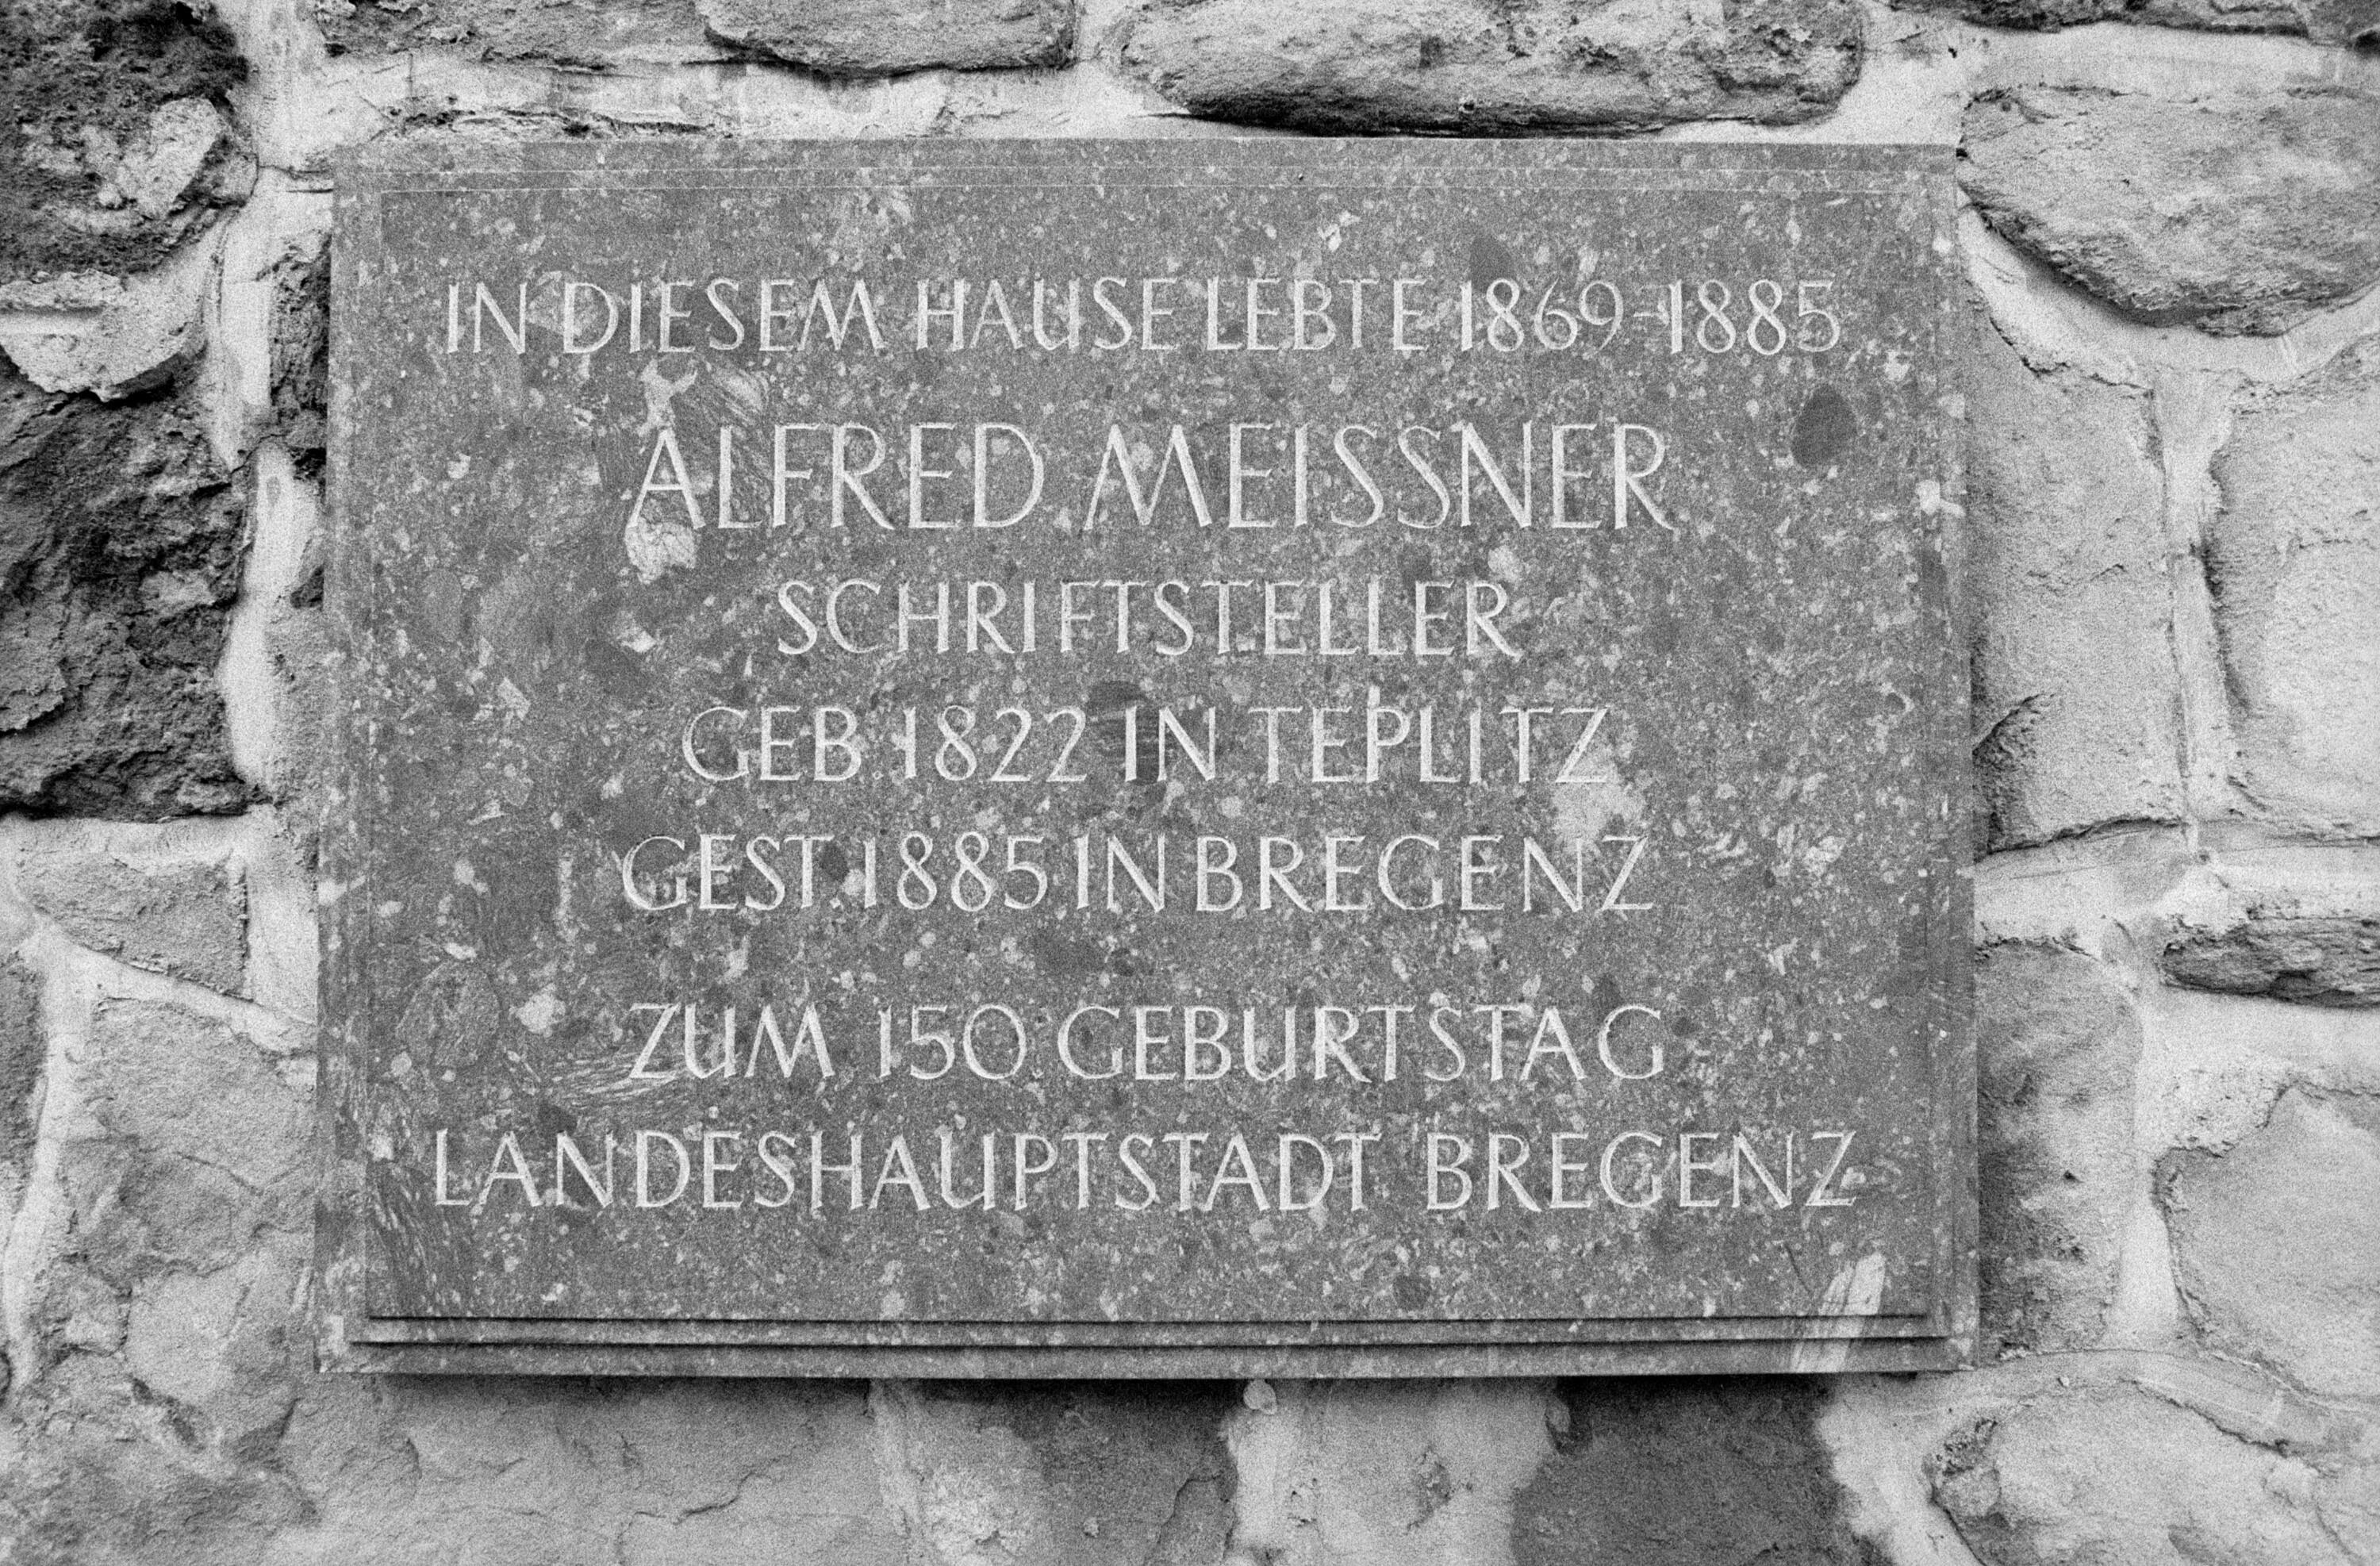 IN DIESEM HAUSE LEBTE 1869-1885
ALFRED MEISSNER
SCHRIFTSTELLER
GEB. 1822 IN TEPLITZ
GEST. 1885 IN BREGENZ
ZUM 150 GEBURTSTAG
LANDESHAUPTSTADT BREGENZ